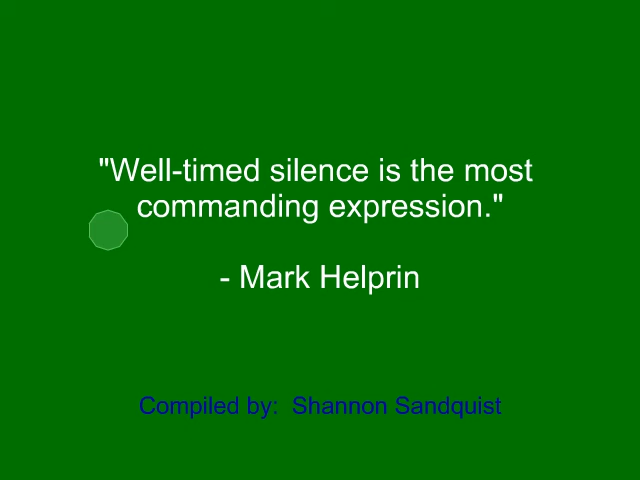 "Well-timed silence is the most
commanding expression."
- Mark Helprin
Compiled by:  Shannon Sandquist